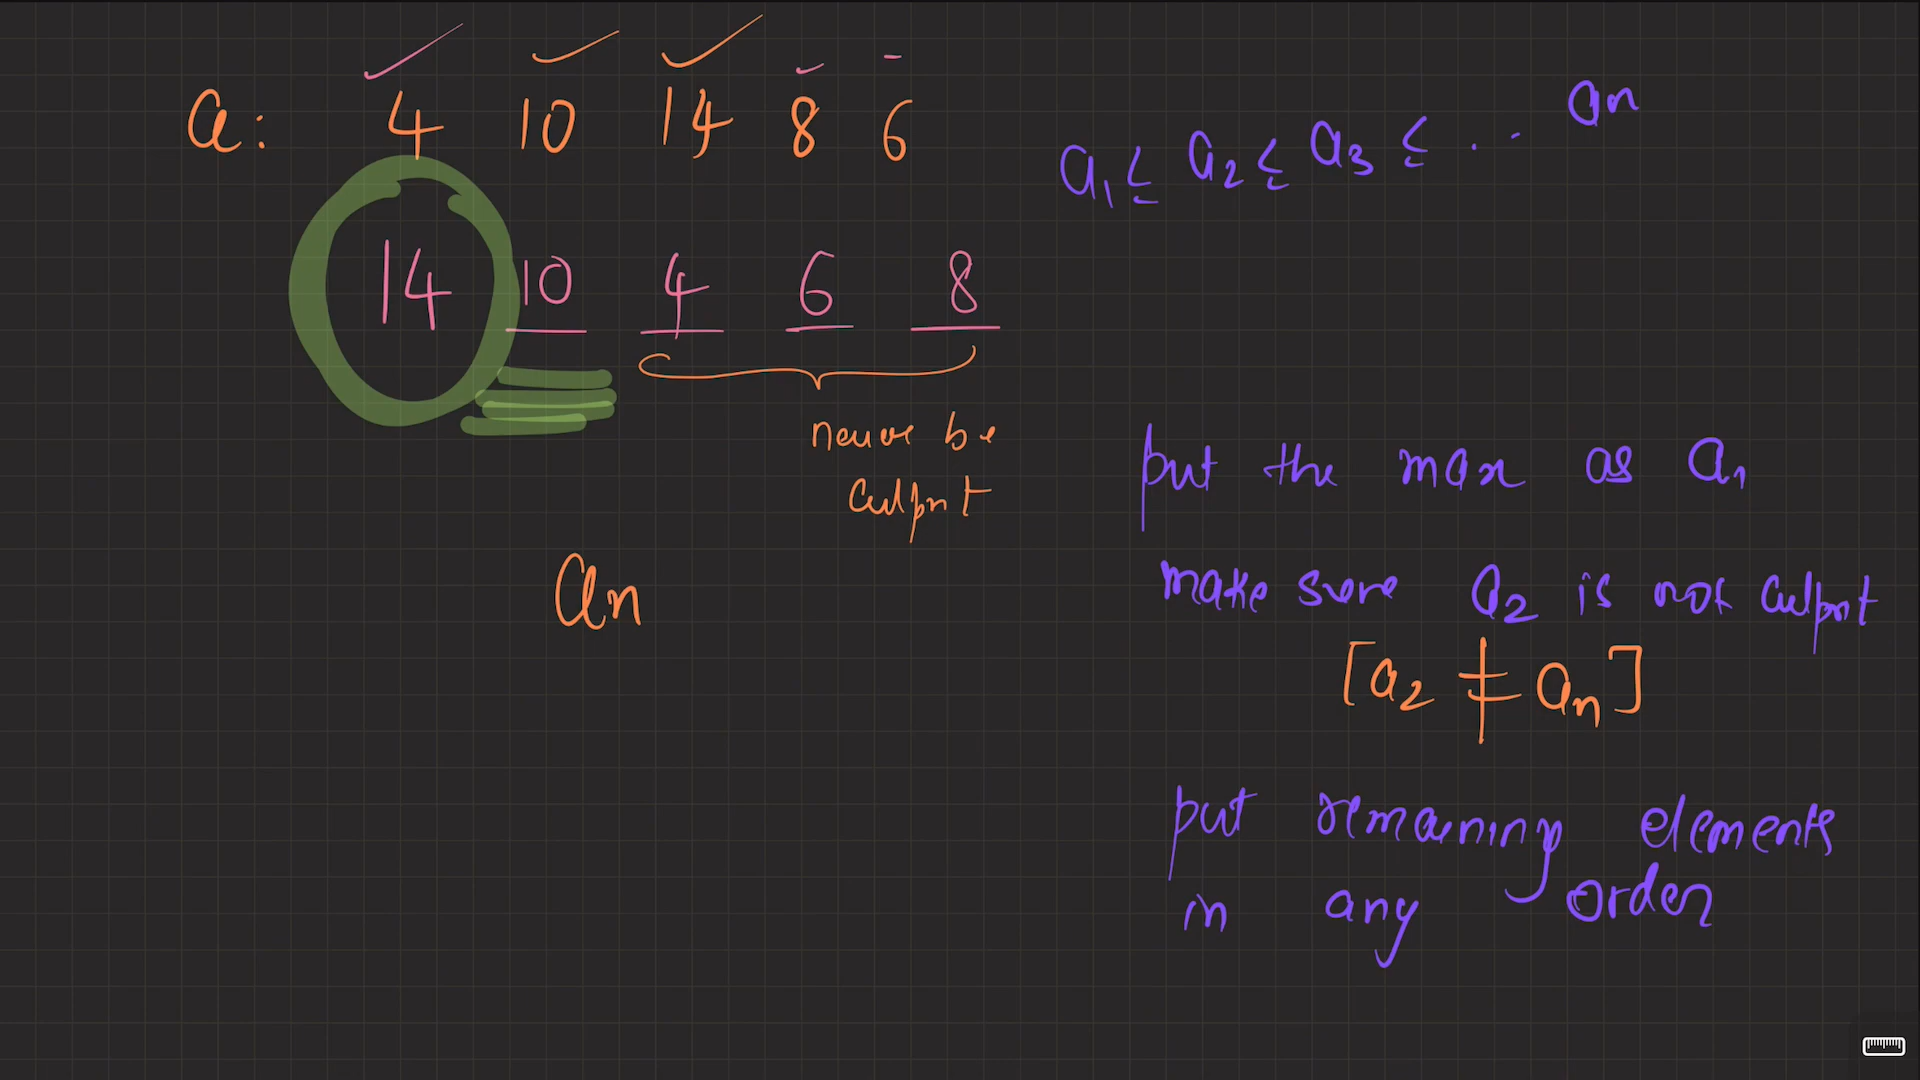 a: 4 10 14 8 6
a1 ≤ a2 ≤ a3 ≤ .. an
14 10 4 6 8
never be
culprit
an
put the max as a1
make sure a2 is not culprit
[a2 ≠ an]
put remaining elements
in any order